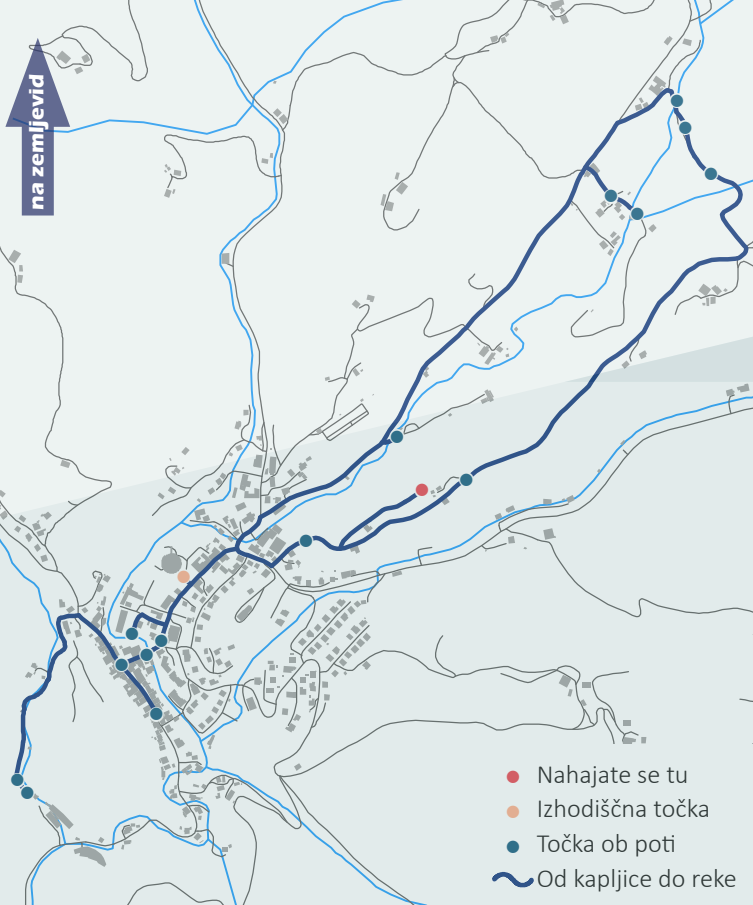 na zemljevid
Nahajate se tu
Izhodiščna točka
Točka ob poti
Od kapljice do reke